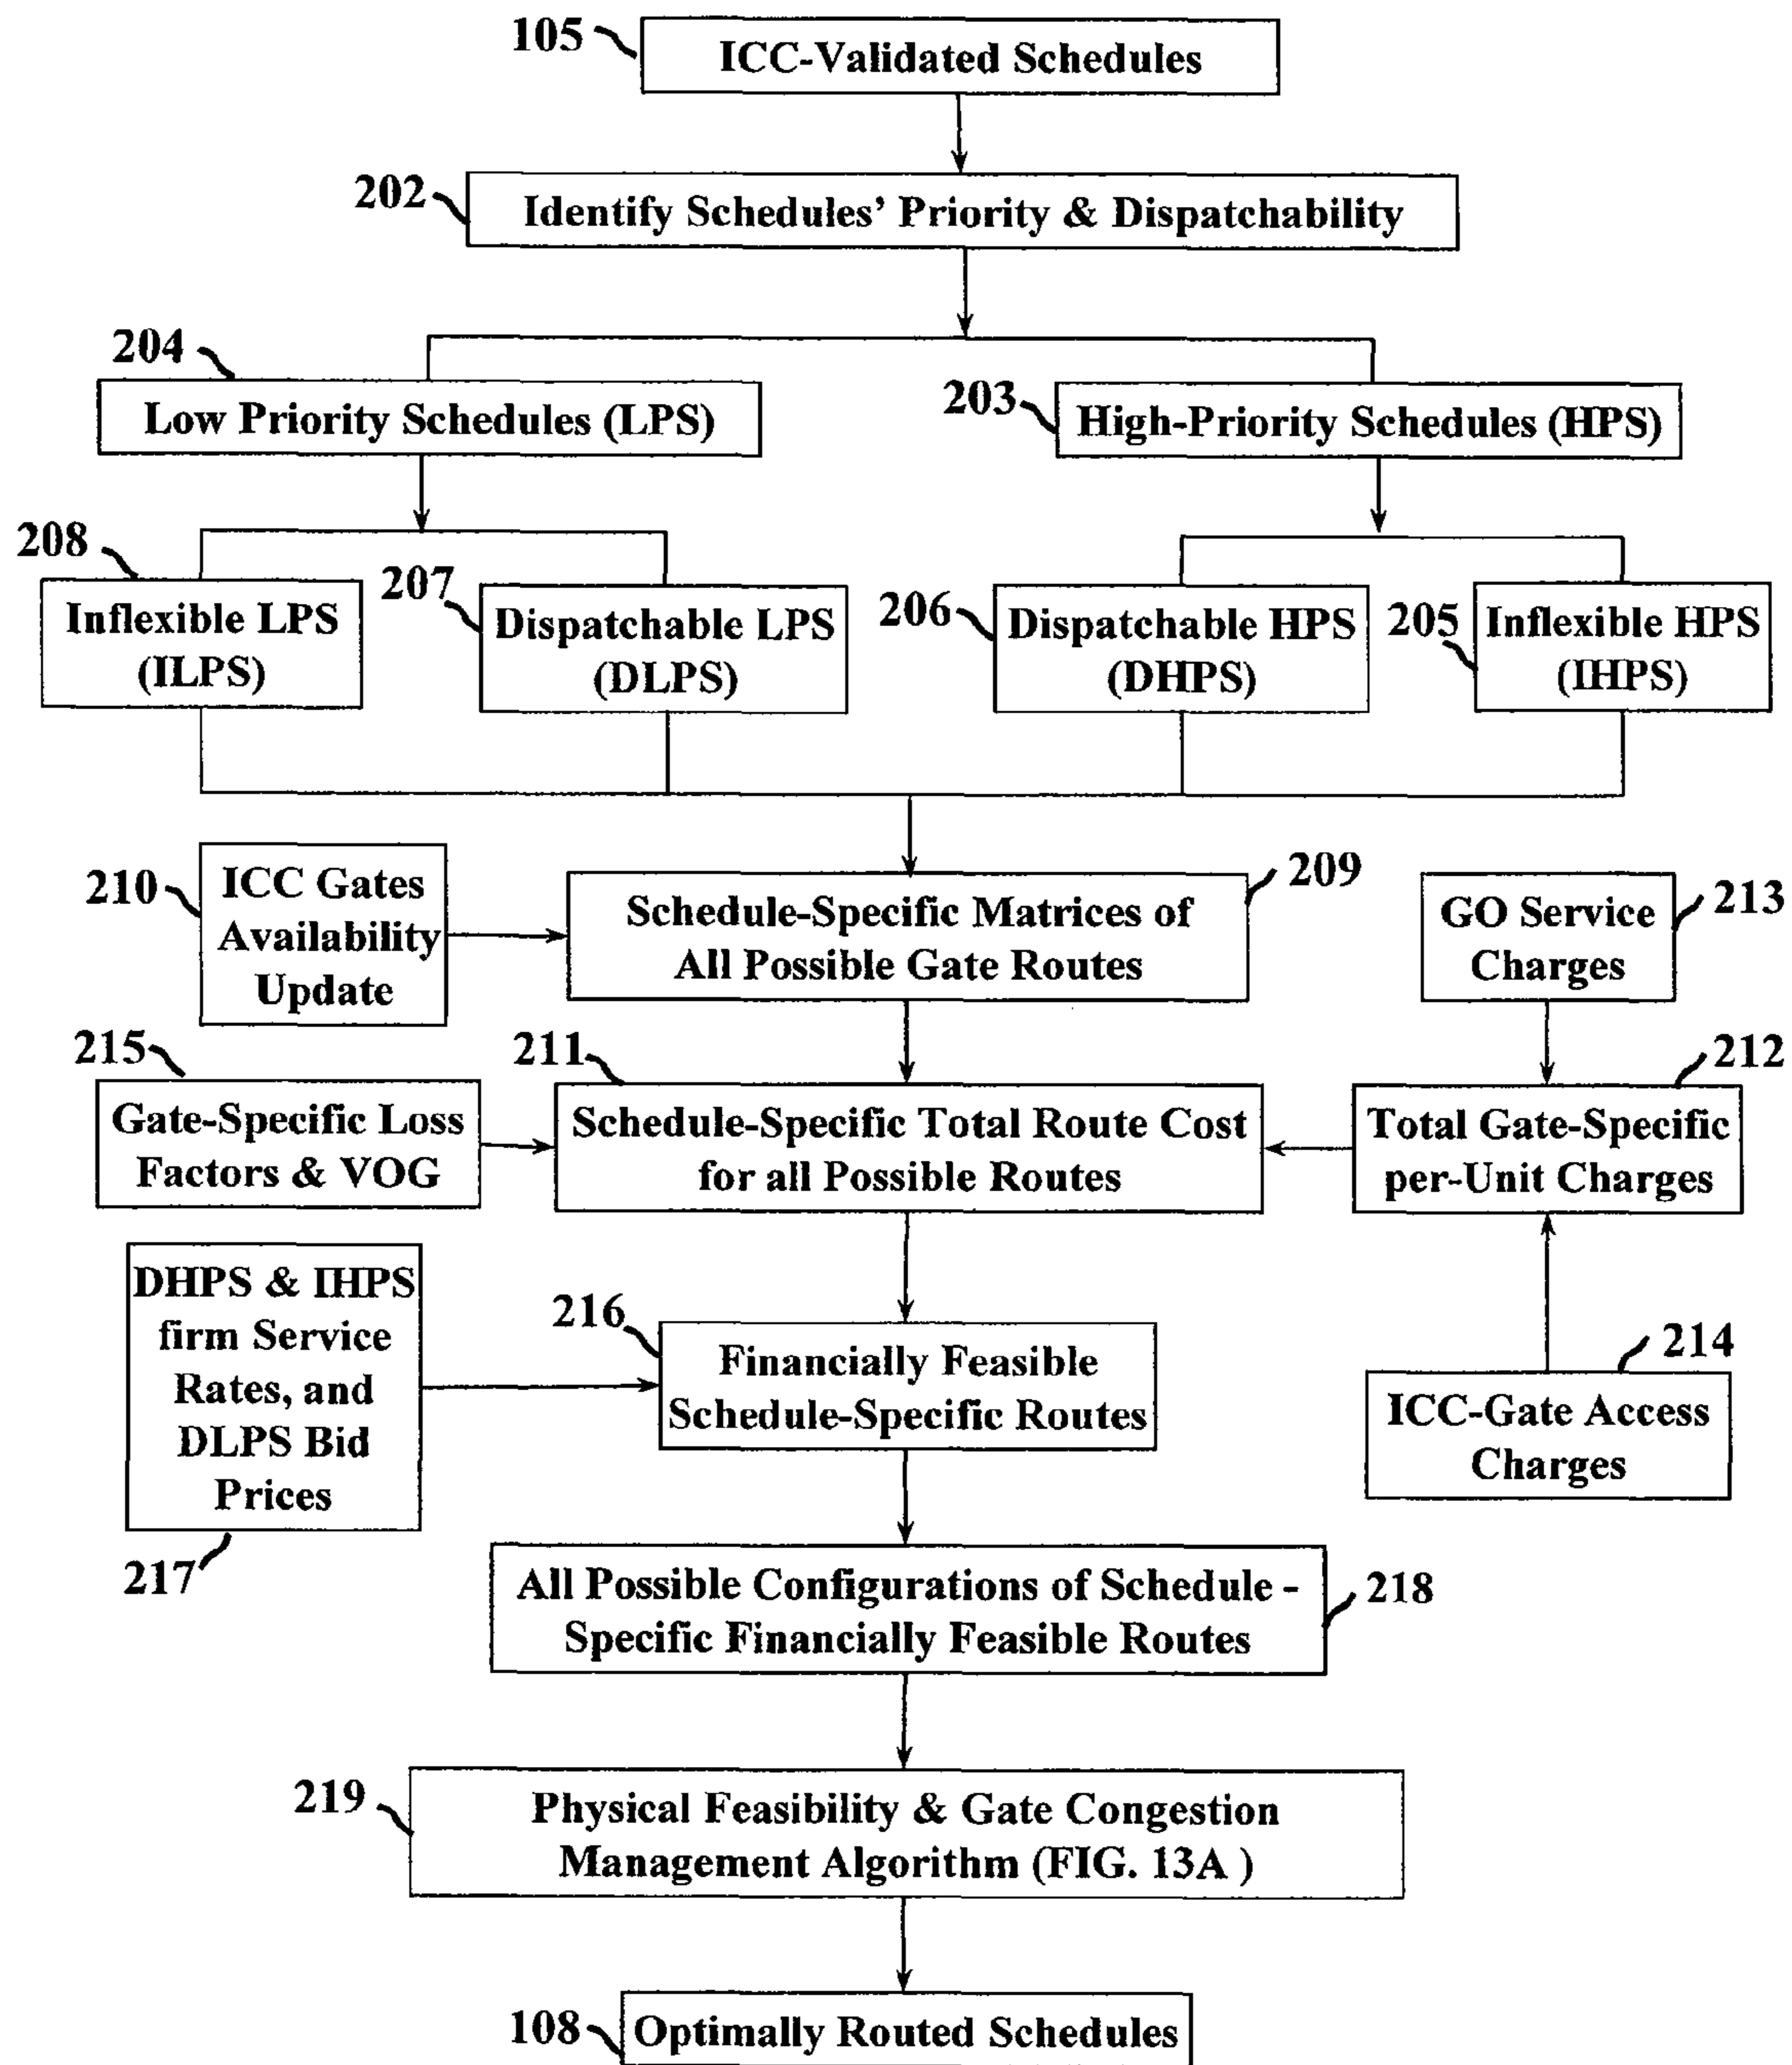 105
ICC-Validated Schedules
202
Identify Schedules' Priority & Dispatchability
204
Low Priority Schedules (LPS)
203
High-Priority Schedules (HPS)
208
Inflexible LPS
(ILPS)
207
Dispatchable LPS
(DLPS)
206
Dispatchable HPS
(DHPS)
205
Inflexible HPS
(IHPS)
210
ICC Gates
Availability
Update
209
Schedule-Specific Matrices of
All Possible Gate Routes
213
GO Service
Charges
215
Gate-Specific Loss
Factors & VOG
211
Schedule-Specific Total Route Cost
for all Possible Routes
212
Total Gate-Specific
per-Unit Charges
DHPS & IHPS
firm Service
Rates, and
DLPS Bid
Prices
217
216
Financially Feasible
Schedule-Specific Routes
214
ICC-Gate Access
Charges
All Possible Configurations of Schedule -
Specific Financially Feasible Routes
218
219
Physical Feasibility & Gate Congestion
Management Algorithm (FIG. 13A )
108
Optimally Routed Schedules